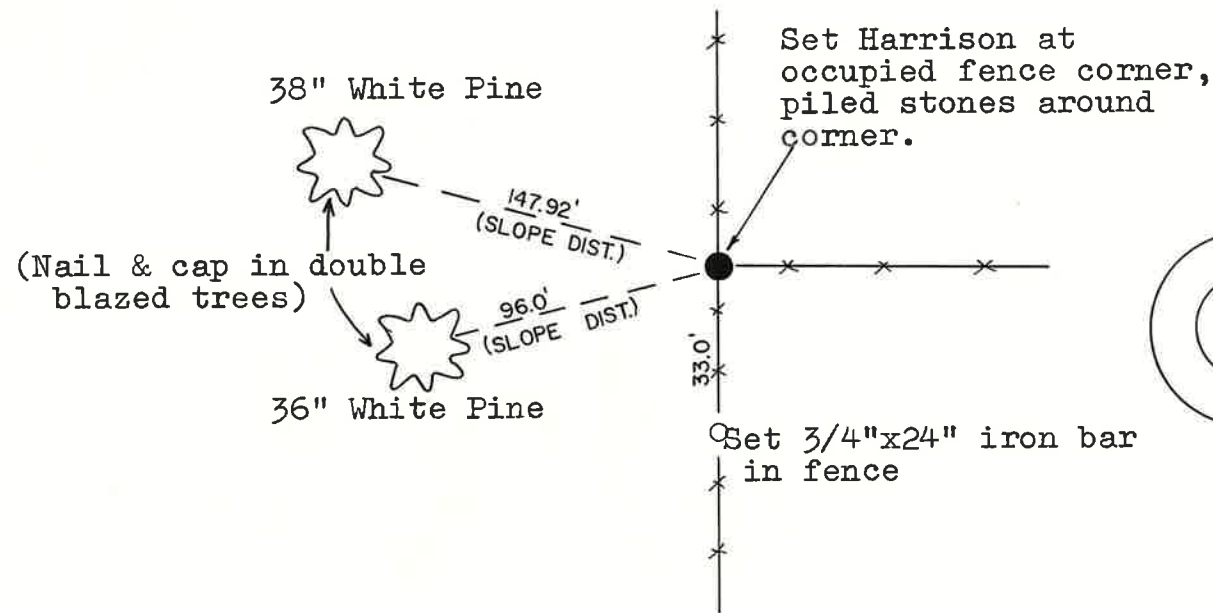 Set Harrison at
occupied fence corner,
piled stones around
corner.
38" White Pine
147.92'
(SLOPE DIST.)
(Nail & cap in double
blazed trees)
96.0'
(SLOPE DIST.)
33.0'
36" White Pine
Set 3/4"x24" iron bar
in fence